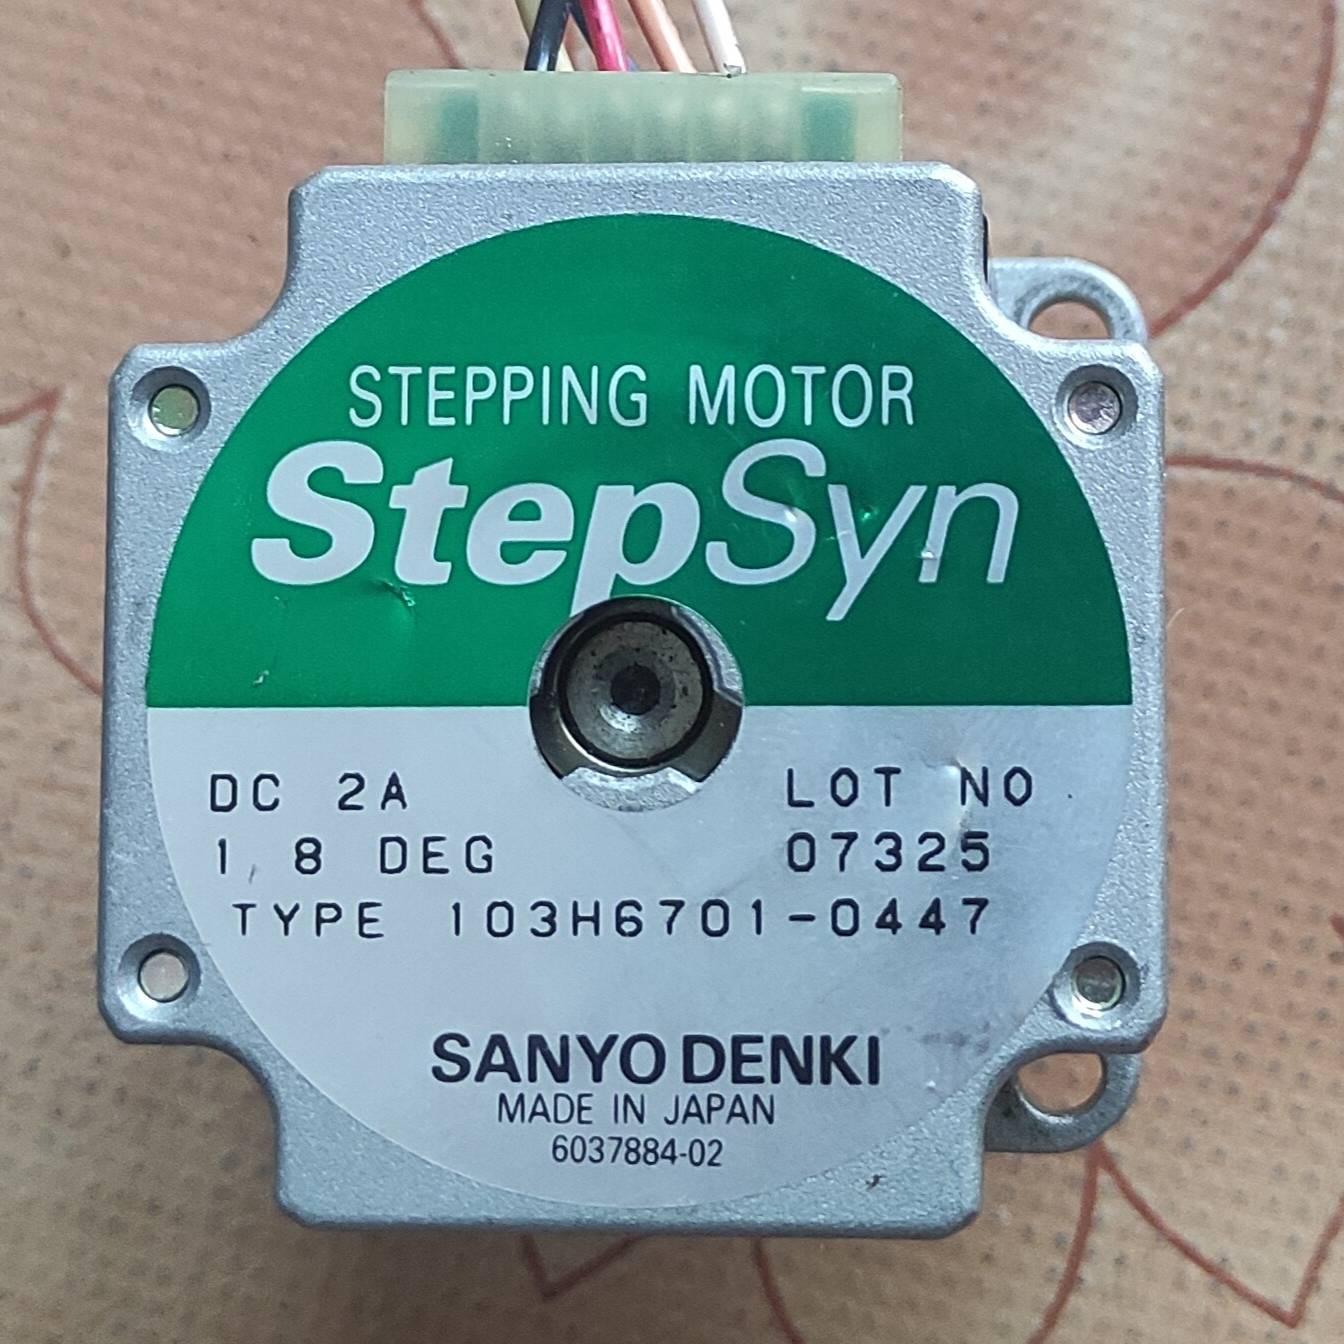 STEPPING MOTOR
StepSyn
DC 2A
1.8 DEG
LOT NO.
07325
TYPE 103H6701-0447
SANYO DENKI
MADE IN JAPAN
6037884-02